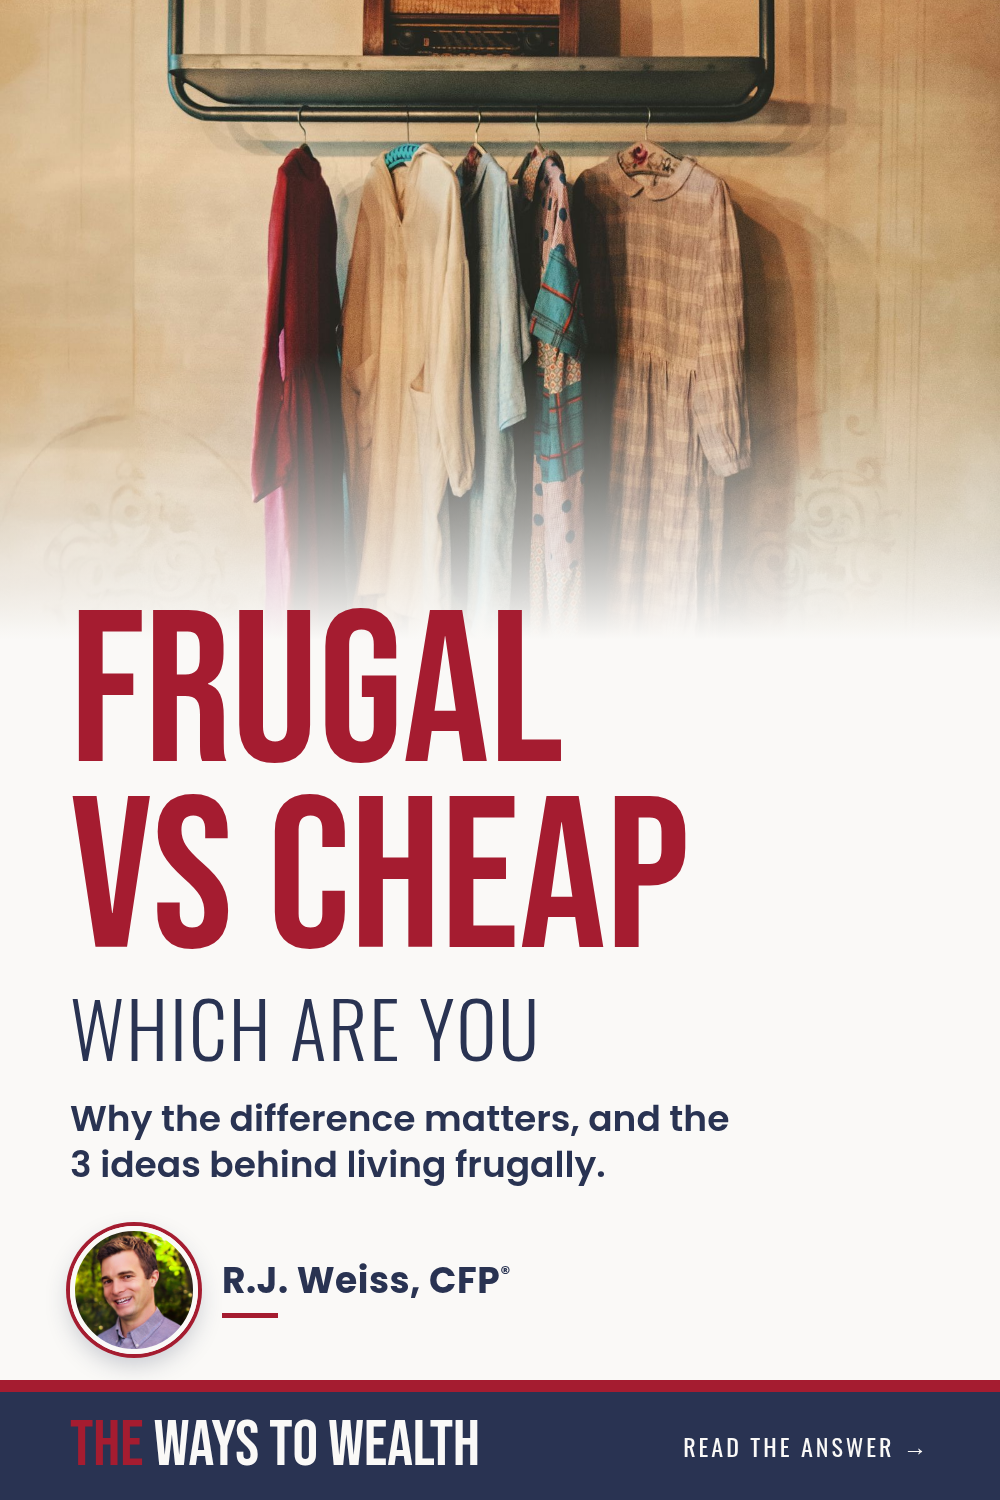 FRUGAL
VS CHEAP
WHICH ARE YOU
Why the difference matters, and the
3 ideas behind living frugally.
R.J. Weiss, CFP®
THE WAYS TO WEALTH
READ THE ANSWER →